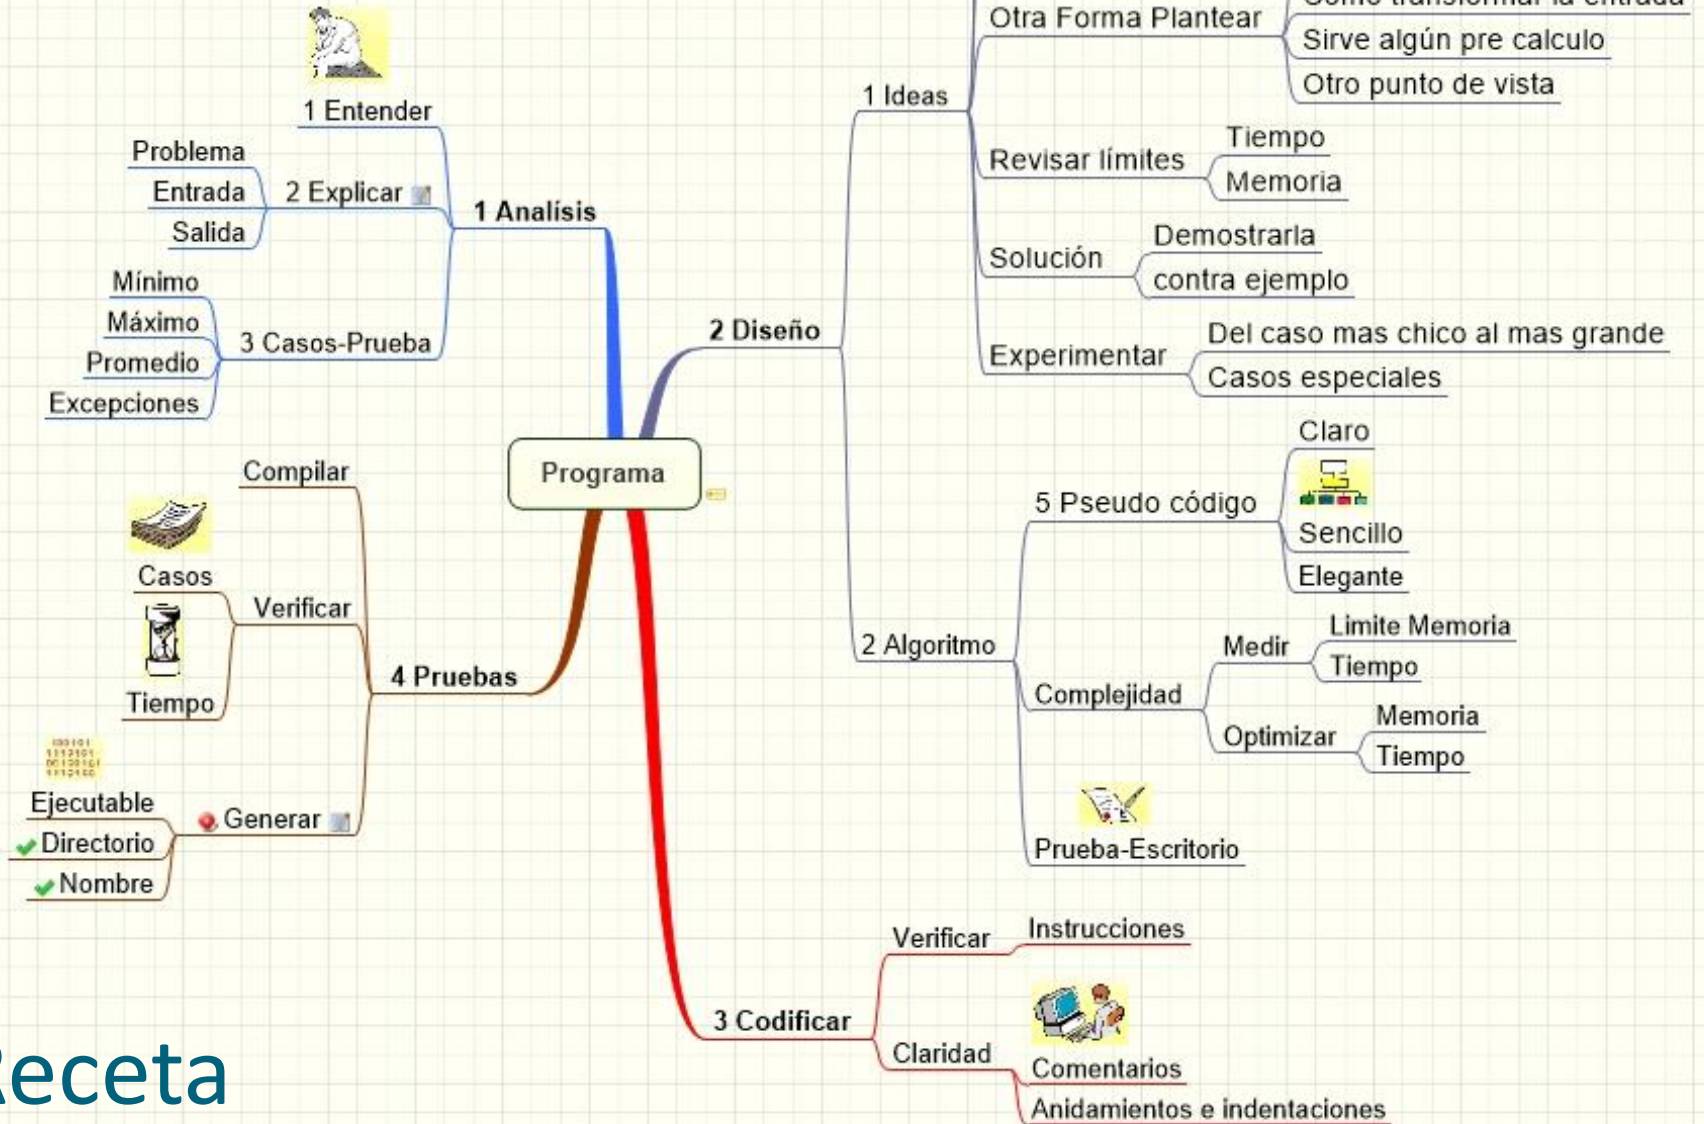 1 Entender
Problema
Entrada
Salida
2 Explicar
1 Analísis
Mínimo
Máximo
Promedio
Excepciones
3 Casos-Prueba
Programa
2 Diseño
1 Ideas
Otra Forma Plantear
Como transformar la entrada
Sirve algún pre calculo
Otro punto de vista
Revisar límites
Tiempo
Memoria
Solución
Demostrarla
contra ejemplo
Experimentar
Del caso mas chico al mas grande
Casos especiales
2 Algoritmo
5 Pseudo código
Claro
Sencillo
Elegante
Complejidad
Medir
Limite Memoria
Tiempo
Optimizar
Memoria
Tiempo
Prueba-Escritorio
3 Codificar
Verificar
Instrucciones
Claridad
Comentarios
Anidamientos e indentaciones
4 Pruebas
Compilar
Verificar
Casos
Tiempo
Generar
Ejecutable
Directorio
Nombre
Receta